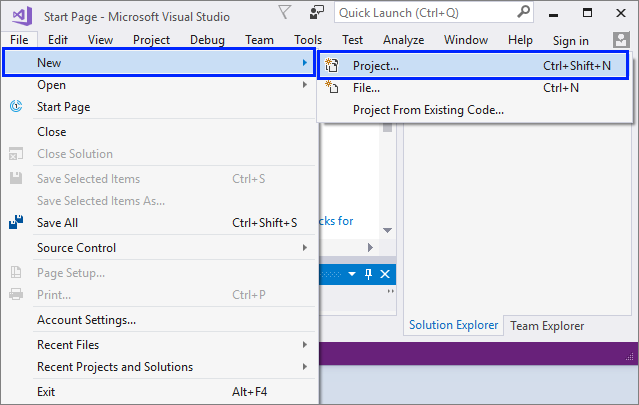 Start Page - Microsoft Visual Studio
Quick Launch (Ctrl+Q)
File Edit View Project Debug Team Tools Test Analyze Window Help Sign in
New
Project... Ctrl+Shift+N
Open
File... Ctrl+N
Start Page
Project From Existing Code...
Close
Close Solution
Save Selected Items Ctrl+S
Save Selected Items As...
Save All Ctrl+Shift+S
cks for
Source Control
Page Setup...
Print... Ctrl+P
Account Settings...
Solution Explorer Team Explorer
Recent Files
Recent Projects and Solutions
Exit Alt+F4